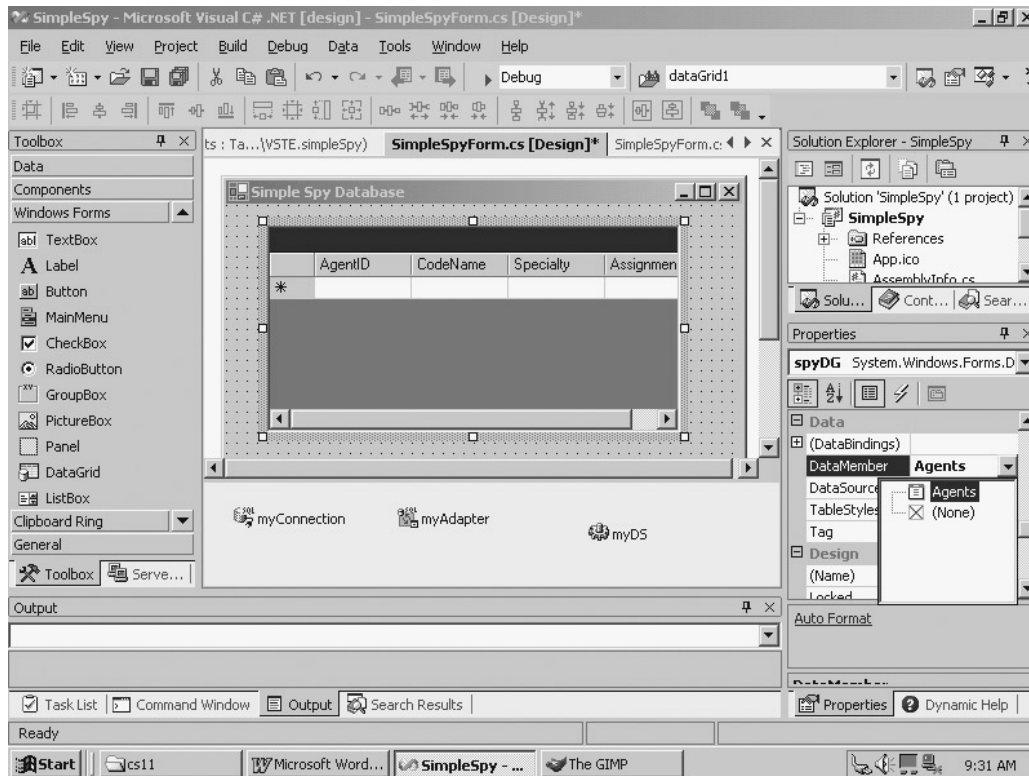 SimpleSpy - Microsoft Visual C# .NET [design] - SimpleSpyForm.cs [Design]*
File Edit View Project Build Debug Data Tools Window Help
Debug dataGrid1
Toolbox
Data
Components
Windows Forms
abl TextBox
A Label
ab Button
MainMenu
CheckBox
RadioButton
XY GroupBox
PictureBox
Panel
DataGrid
ListBox
Clipboard Ring
General
Toolbox Serve...
ts : Ta...(\VSTE.simpleSpy) SimpleSpyForm.cs [Design]* SimpleSpyForm.c:
Simple Spy Database
AgentID CodeName Specialty Assignmen
*
myConnection myAdapter myDS
Solution Explorer - SimpleSpy
Solution 'SimpleSpy' (1 project)
SimpleSpy
References
App.ico
AssemblyInfo.cs
Solu... Cont... Sear...
Properties
spyDG System.Windows.Forms.D
Data
(DataBindings)
DataMember Agents
DataSource
TableStyles
Tag
Design
(Name)
Locked
Agents
(None)
Auto Format
DataMember
Properties Dynamic Help
Output
Task List Command Window Output Search Results
Ready
Start cs11 Microsoft Word... SimpleSpy - ... The GIMP 9:31 AM